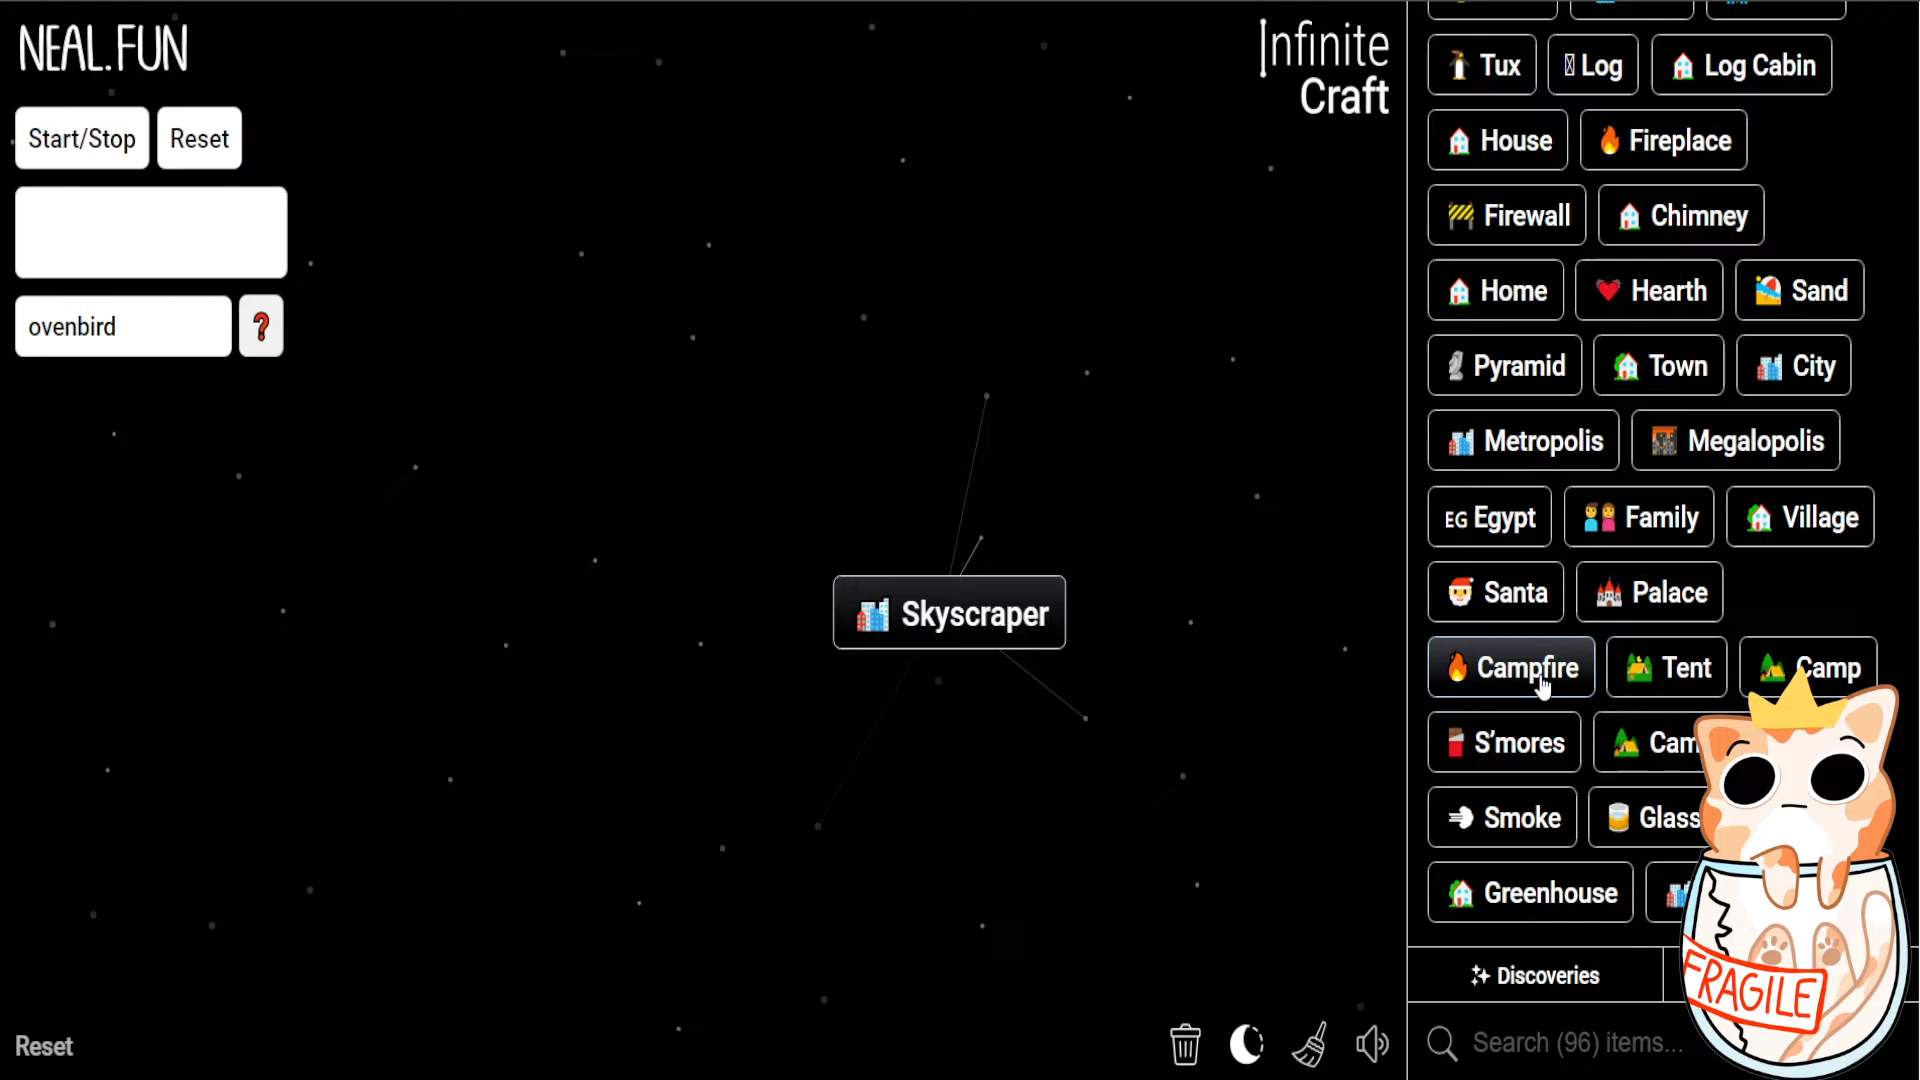 NEAL.FUN
Infinite
Craft
Start/Stop Reset
ovenbird ?
Skyscraper
Tux Log Log Cabin
House Fireplace
Firewall Chimney
Home Hearth Sand
Pyramid Town City
Metropolis Megalopolis
EG Egypt Family Village
Santa Palace
Campfire Tent Camp
S’mores
Smoke Glass
Greenhouse
FRAGILE
Discoveries
Search (96) items...
Reset